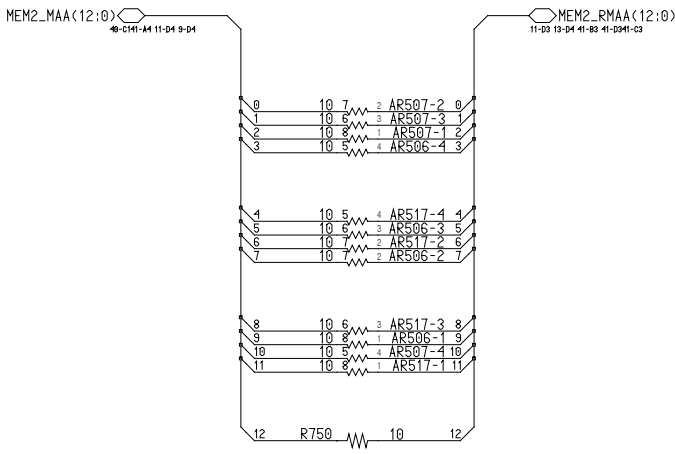 MEM2_MAA(12:0) MEM2_RMAA(12:0)
40-C141-A4 11-D4 9-D4 11-D3 13-D4 41-B3 41-D341-C3
0 10 7 2 AR507-2 0
1 10 6 3 AR507-3 1
2 10 8 1 AR507-1 2
3 10 5 4 AR506-4 3
4 10 5 4 AR517-4 4
5 10 6 3 AR506-3 5
6 10 7 2 AR517-2 6
7 10 7 2 AR506-2 7
8 10 6 3 AR517-3 8
9 10 8 1 AR506-1 9
10 10 5 4 AR507-4 10
11 10 8 1 AR517-1 11
12 R750 10 12